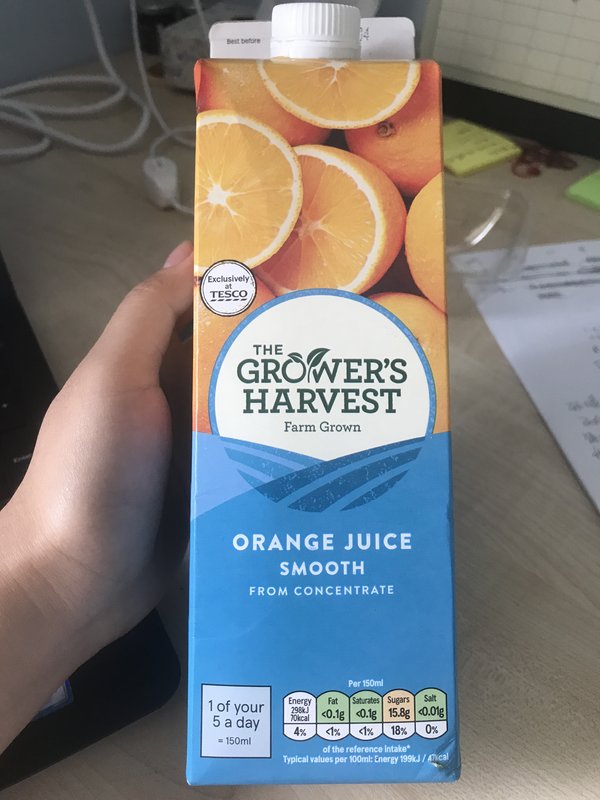 Best before
Exclusively
at
TESCO
THE
GROWER'S
HARVEST
Farm Grown
ORANGE JUICE
SMOOTH
FROM CONCENTRATE
Per 150ml
1 of your
5 a day
= 150ml
Energy
298kJ
70kcal
4%
Fat
<0.1g
<1%
Saturates
<0.1g
<1%
Sugars
15.8g
18%
Salt
<0.01g
0%
of the reference intake*
Typical values per 100ml: Energy 199kJ / 47kcal